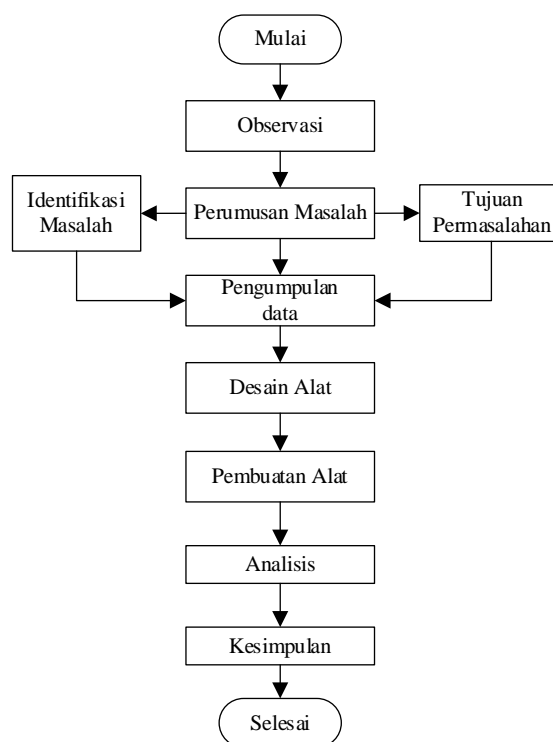 Mulai
Observasi
Identifikasi
Masalah
Perumusan Masalah
Tujuan
Permasalahan
Pengumpulan
data
Desain Alat
Pembuatan Alat
Analisis
Kesimpulan
Selesai